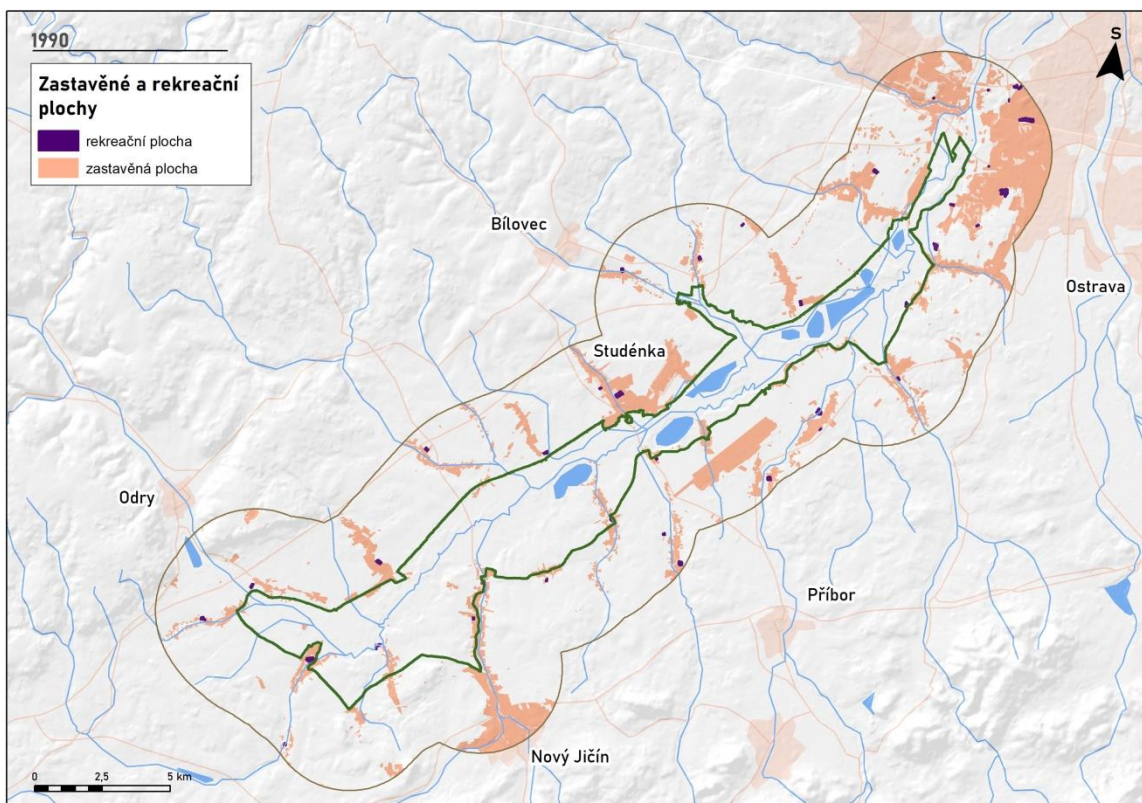 1990
Zastavěné a rekreační
plochy
rekreační plocha
zastavěná plocha
S
Bílovec
Ostrava
Studénka
Odry
Příbor
Nový Jičín
0 2,5 5 km